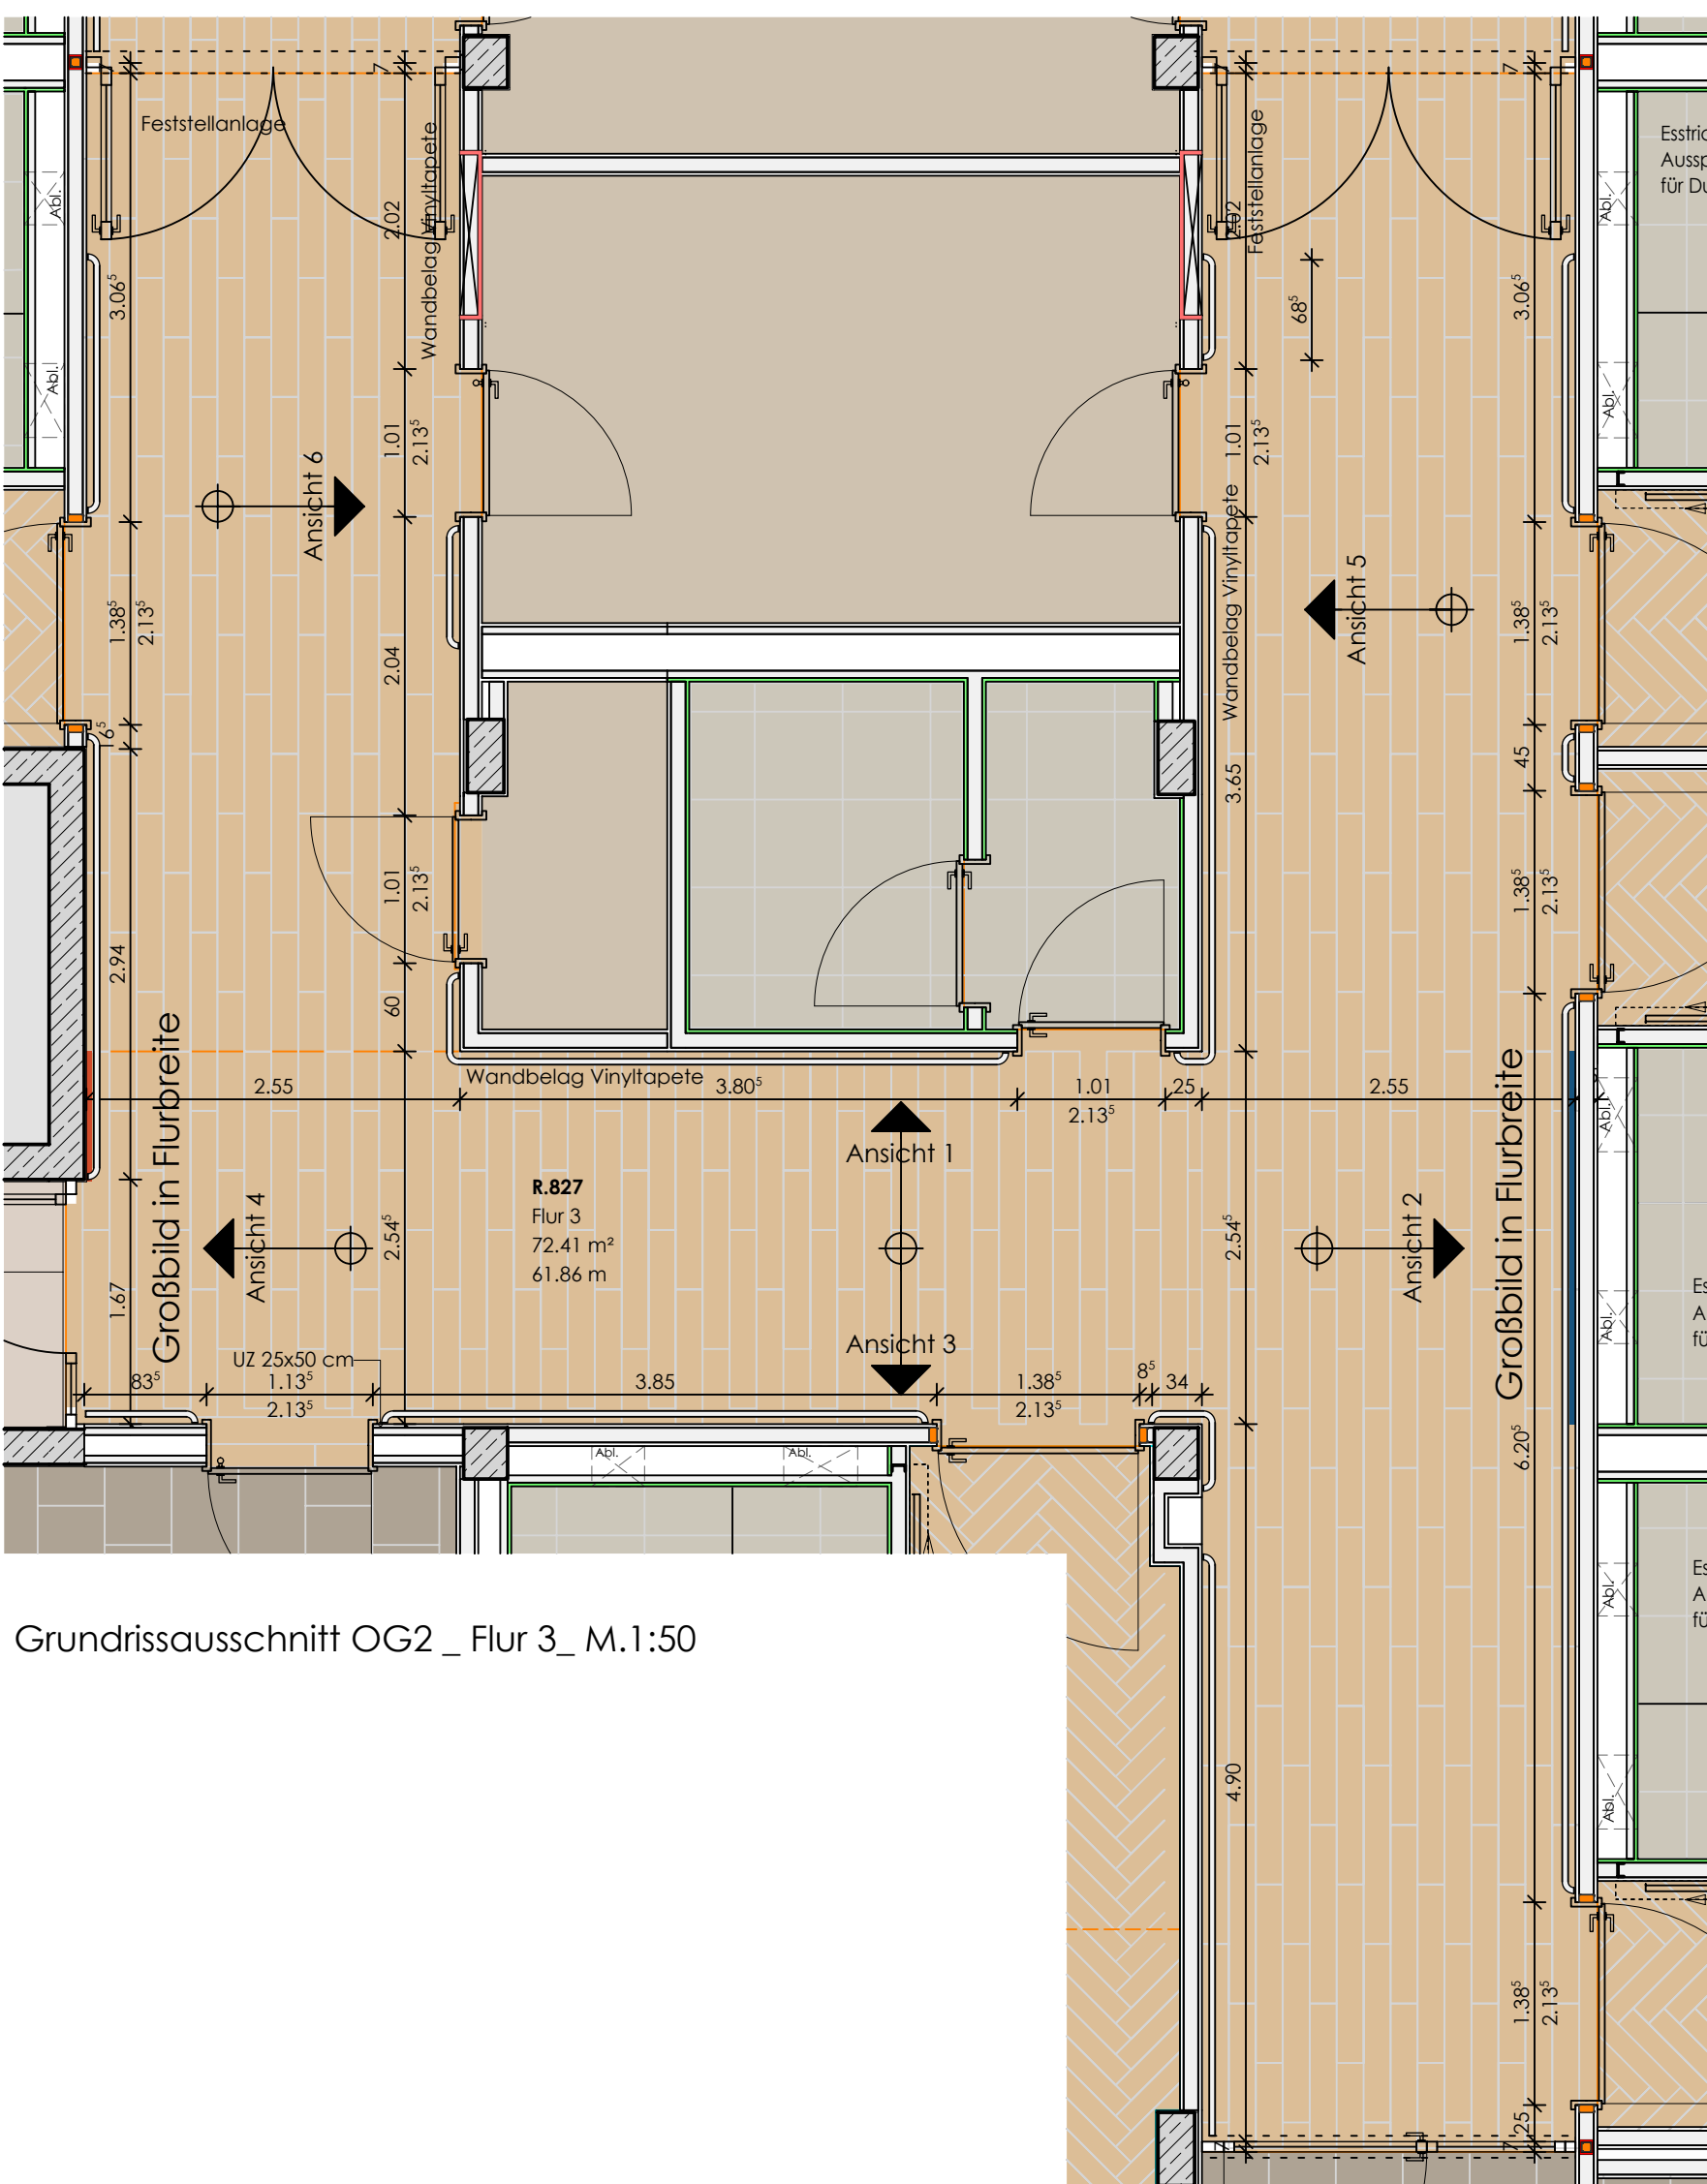 7
7
Feststellanlage
Wandbelag Vinyltapete
Feststellanlage
Abl.
Abl.
2.02
2.02
3.06⁵
68⁵
3.06⁵
Abl.
Abl.
1.01
2.13⁵
1.01
2.13⁵
Ansicht 6
Wandbelag Vinyltapete
Ansicht 5
1.38⁵
2.13⁵
1.38⁵
2.13⁵
2.04
6⁵
3.65
45
1.01
2.13⁵
1.38⁵
2.13⁵
2.94
60
Großbild in Flurbreite
Großbild in Flurbreite
Wandbelag Vinyltapete
2.55
3.80⁵
1.01
25
2.55
2.13⁵
Abl.
Ansicht 1
R.827
Flur 3
72.41 m²
61.86 m
Ansicht 4
2.54⁵
2.54⁵
Ansicht 2
1.67
Abl.
Ansicht 3
UZ 25x50 cm
83⁵
1.13⁵
3.85
1.38⁵
8⁵
34
2.13⁵
2.13⁵
6.20⁵
Abl.
Abl.
Abl.
Grundrissausschnitt OG2 _ Flur 3_ M.1:50
4.90
Abl.
1.38⁵
2.13⁵
25
7
7